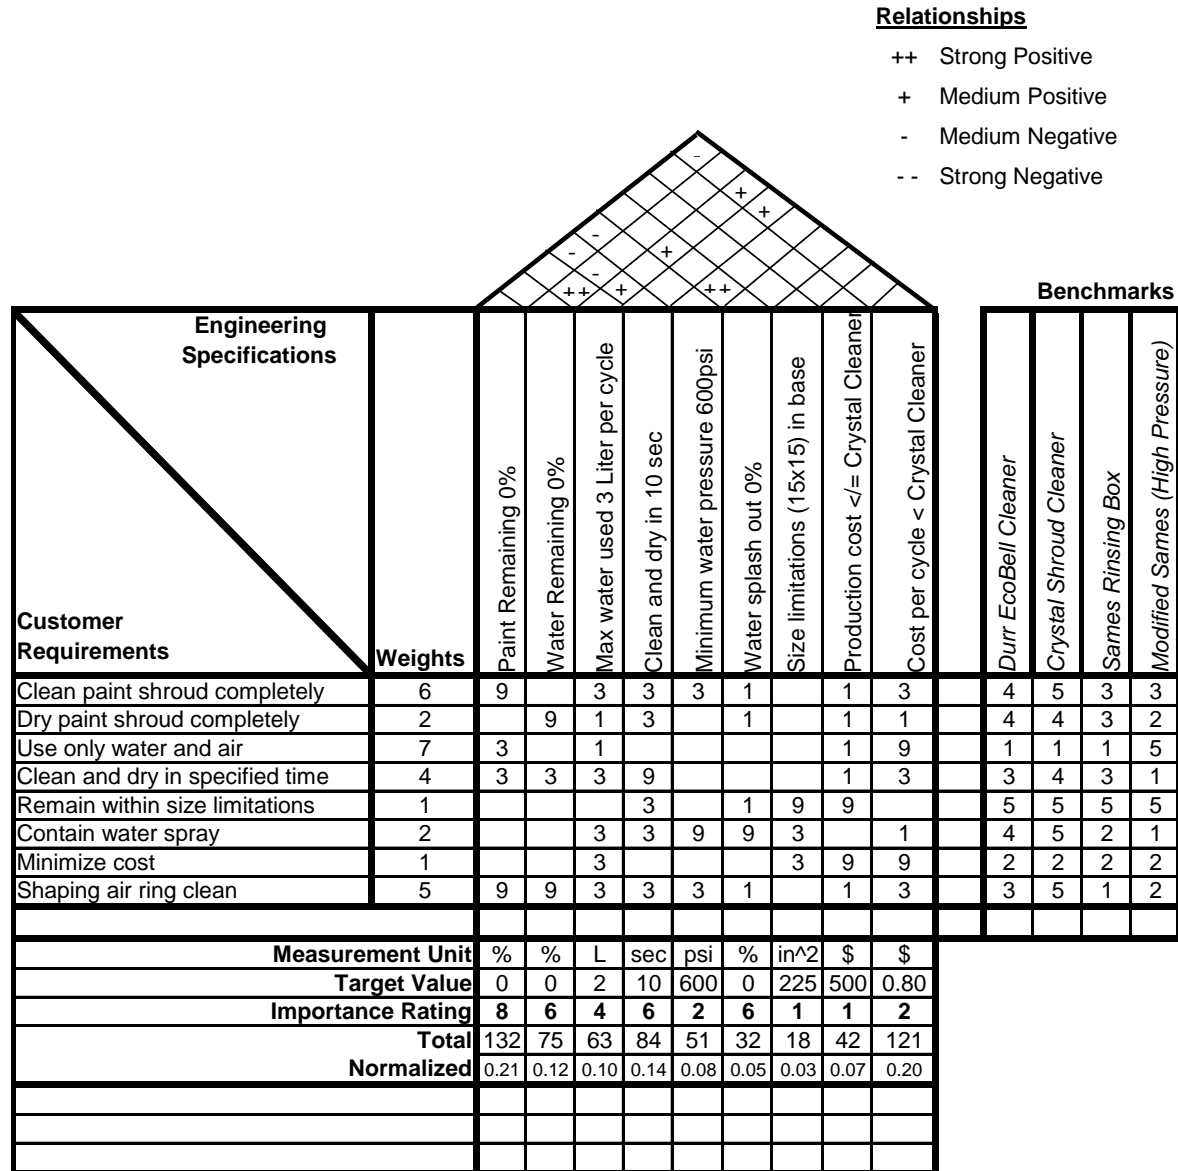 Relationships
++ Strong Positive
+ Medium Positive
- Medium Negative
- - Strong Negative
-
+
+
-
- +
-
++ + ++
Benchmarks
Engineering
Specifications
Customer
Requirements
Weights
Paint Remaining 0%
Water Remaining 0%
Max water used 3 Liter per cycle
Clean and dry in 10 sec
Minimum water pressure 600psi
Water splash out 0%
Size limitations (15x15) in base
Production cost </= Crystal Cleaner
Cost per cycle < Crystal Cleaner
Durr EcoBell Cleaner
Crystal Shroud Cleaner
Sames Rinsing Box
Modified Sames (High Pressure)
Clean paint shroud completely 6 9 3 3 3 1 1 3 4 5 3 3
Dry paint shroud completely 2 9 1 3 1 1 1 4 4 3 2
Use only water and air 7 3 1 1 9 1 1 1 5
Clean and dry in specified time 4 3 3 3 9 1 3 3 4 3 1
Remain within size limitations 1 3 1 9 9 5 5 5 5
Contain water spray 2 3 3 9 9 3 1 4 5 2 1
Minimize cost 1 3 3 9 9 2 2 2 2
Shaping air ring clean 5 9 9 3 3 3 1 1 3 3 5 1 2
Measurement Unit % % L sec psi % in^2 $ $
Target Value 0 0 2 10 600 0 225 500 0.80
Importance Rating 8 6 4 6 2 6 1 1 2
Total 132 75 63 84 51 32 18 42 121
Normalized 0.21 0.12 0.10 0.14 0.08 0.05 0.03 0.07 0.20